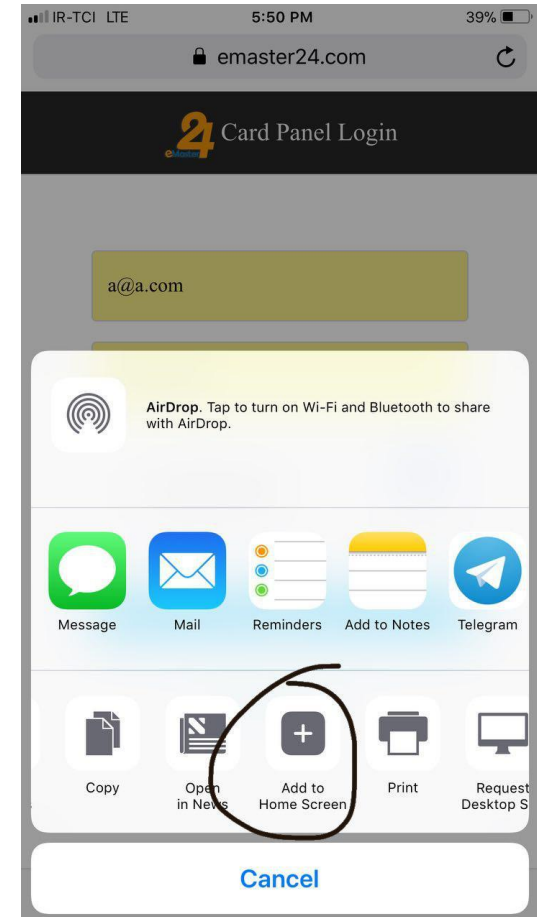 IR-TCI LTE 5:50 PM 39%
emaster24.com
24 Card Panel Login
eMaster
a@a.com
AirDrop. Tap to turn on Wi-Fi and Bluetooth to share
with AirDrop.
Message Mail Reminders Add to Notes Telegram
Copy Open Add to Print Request
in News Home Screen Desktop S
Cancel